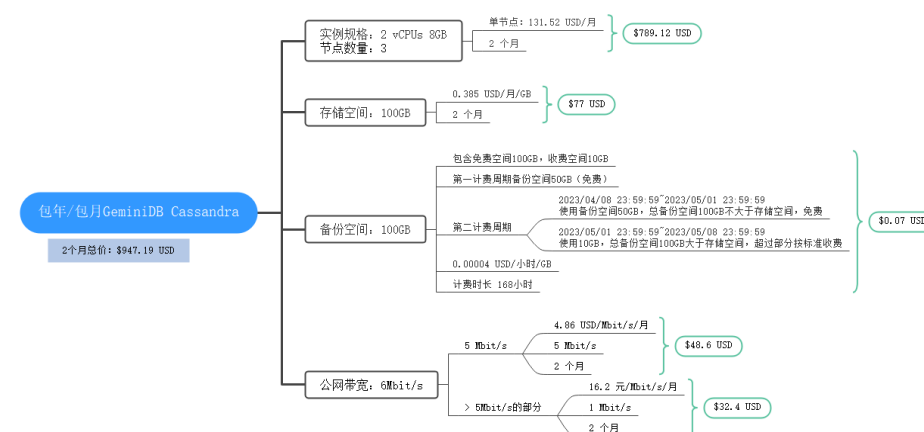 包年/包月GeminiDB Cassandra
2个月总价：$947.19 USD
实例规格：2 vCPUs 8GB
节点数量：3
单节点：131.52 USD/月
2 个月
$789.12 USD
存储空间：100GB
0.385 USD/月/GB
2 个月
$77 USD
备份空间：100GB
包含免费空间100GB，收费空间10GB
第一计费周期备份空间50GB（免费）
第二计费周期
2023/04/08 23:59:59~2023/05/01 23:59:59
使用备份空间50GB，总备份空间100GB不大于存储空间，免费
2023/05/01 23:59:59~2023/05/08 23:59:59
使用10GB，总备份空间100GB大于存储空间，超过部分按标准收费
0.00004 USD/小时/GB
计费时长 168小时
$0.07 USD
公网带宽：6Mbit/s
5 Mbit/s
4.86 USD/Mbit/s/月
5 Mbit/s
2 个月
$48.6 USD
> 5Mbit/s的部分
16.2 元/Mbit/s/月
1 Mbit/s
2 个月
$32.4 USD